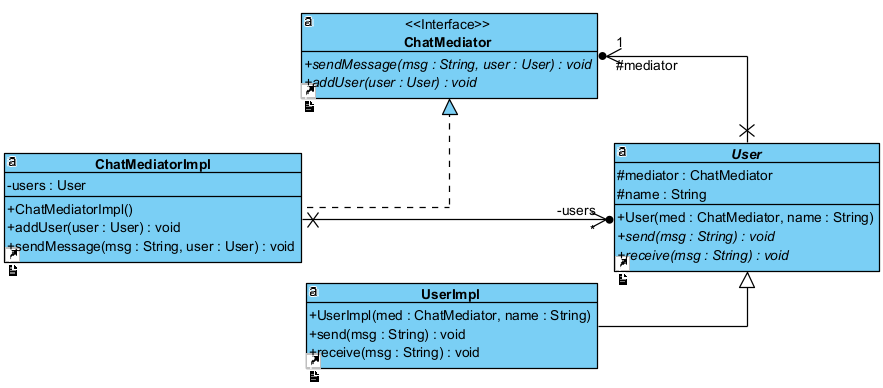 a
<<Interface>>
ChatMediator
+sendMessage(msg : String, user : User) : void
+addUser(user : User) : void
1
#mediator
a
ChatMediatorImpl
-users : User
+ChatMediatorImpl()
+addUser(user : User) : void
+sendMessage(msg : String, user : User) : void
-users
*
a
User
#mediator : ChatMediator
#name : String
+User(med : ChatMediator, name : String)
+send(msg : String) : void
+receive(msg : String) : void
a
UserImpl
+UserImpl(med : ChatMediator, name : String)
+send(msg : String) : void
+receive(msg : String) : void